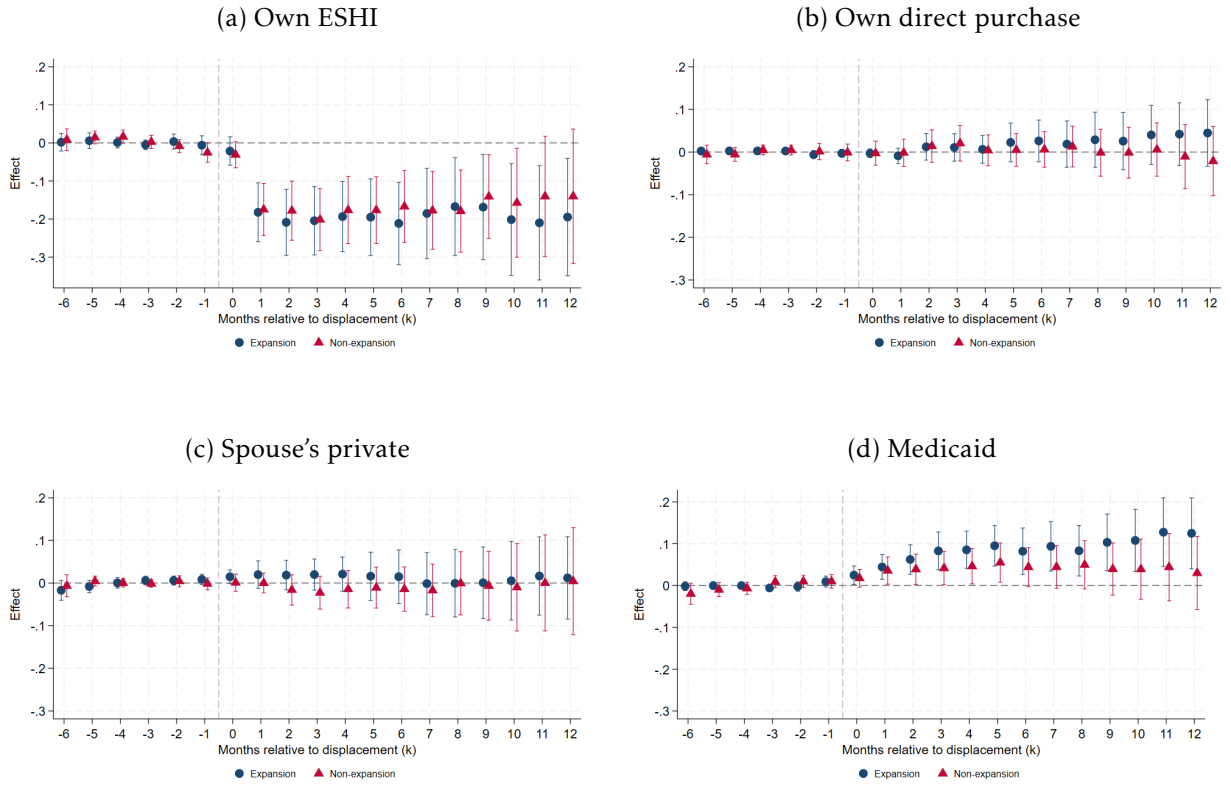 (a) Own ESHI
.2
.1
0
-.1
-.2
-.3
Effect
-6 -5 -4 -3 -2 -1 0 1 2 3 4 5 6 7 8 9 10 11 12
Months relative to displacement (k)
Expansion Non-expansion
(b) Own direct purchase
.2
.1
0
-.1
-.2
-.3
Effect
-6 -5 -4 -3 -2 -1 0 1 2 3 4 5 6 7 8 9 10 11 12
Months relative to displacement (k)
Expansion Non-expansion
(c) Spouse's private
.2
.1
0
-.1
-.2
-.3
Effect
-6 -5 -4 -3 -2 -1 0 1 2 3 4 5 6 7 8 9 10 11 12
Months relative to displacement (k)
Expansion Non-expansion
(d) Medicaid
.2
.1
0
-.1
-.2
-.3
Effect
-6 -5 -4 -3 -2 -1 0 1 2 3 4 5 6 7 8 9 10 11 12
Months relative to displacement (k)
Expansion Non-expansion